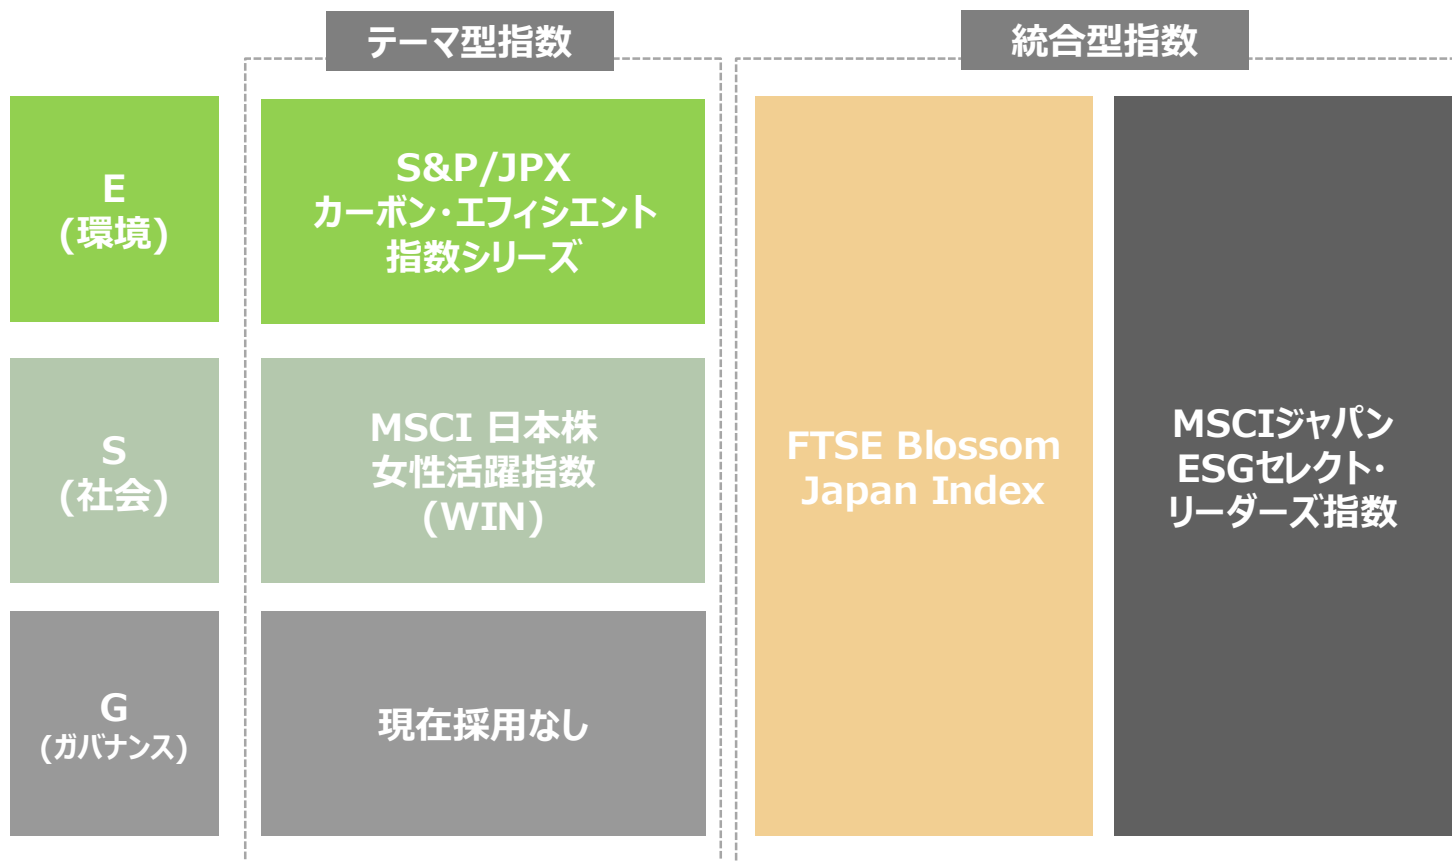 テーマ型指数
統合型指数
E
(環境)
S&P/JPX
カーボン・エフィシエント
指数シリーズ
S
(社会)
MSCI 日本株
女性活躍指数
(WIN)
G
(ガバナンス)
現在採用なし
FTSE Blossom
Japan Index
MSCIジャパン
ESGセレクト・
リーダーズ指数